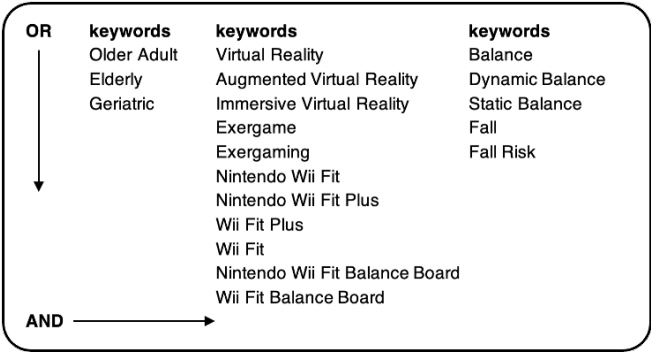 OR keywords keywords keywords
Older Adult Virtual Reality Balance
Elderly Augmented Virtual Reality Dynamic Balance
Geriatric Immersive Virtual Reality Static Balance
Exergame Fall
Exergaming Fall Risk
Nintendo Wii Fit
Nintendo Wii Fit Plus
Wii Fit Plus
Wii Fit
Nintendo Wii Fit Balance Board
Wii Fit Balance Board
AND